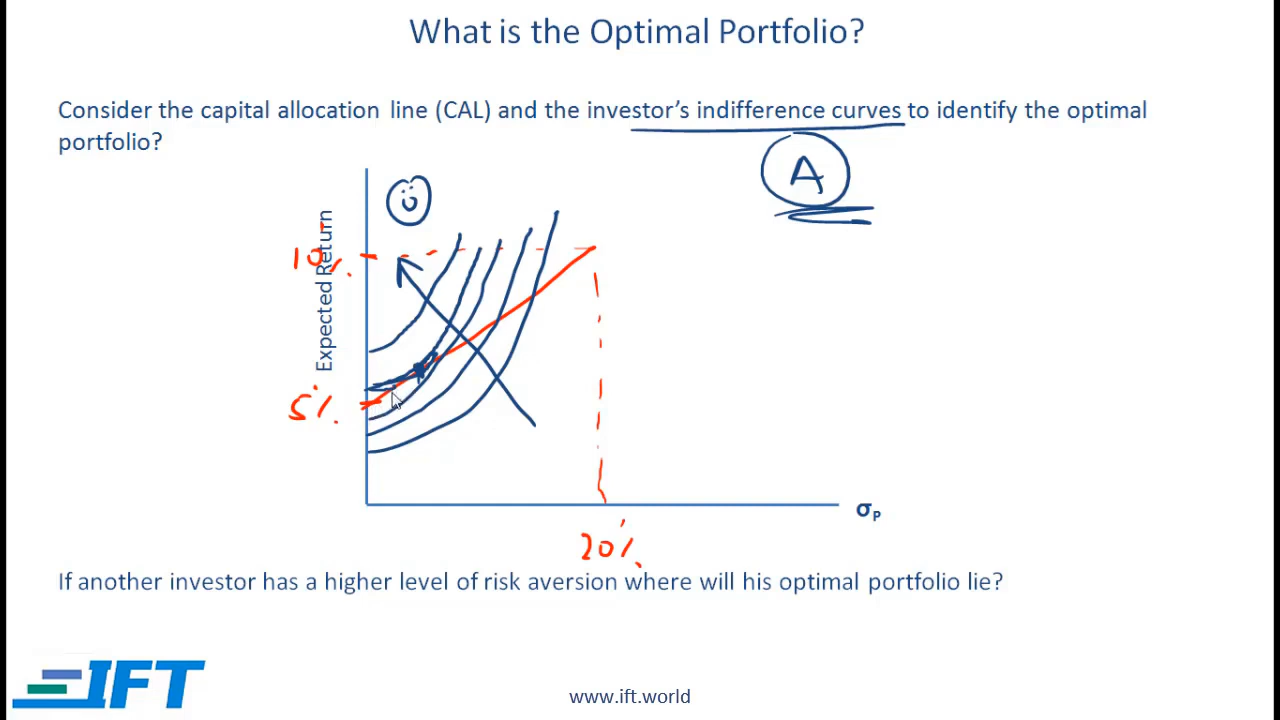 What is the Optimal Portfolio?
Consider the capital allocation line (CAL) and the investor's indifference curves to identify the optimal
portfolio?
A
Expected Return
10%
5%
σP
20%
If another investor has a higher level of risk aversion where will his optimal portfolio lie?
IFT
www.ift.world